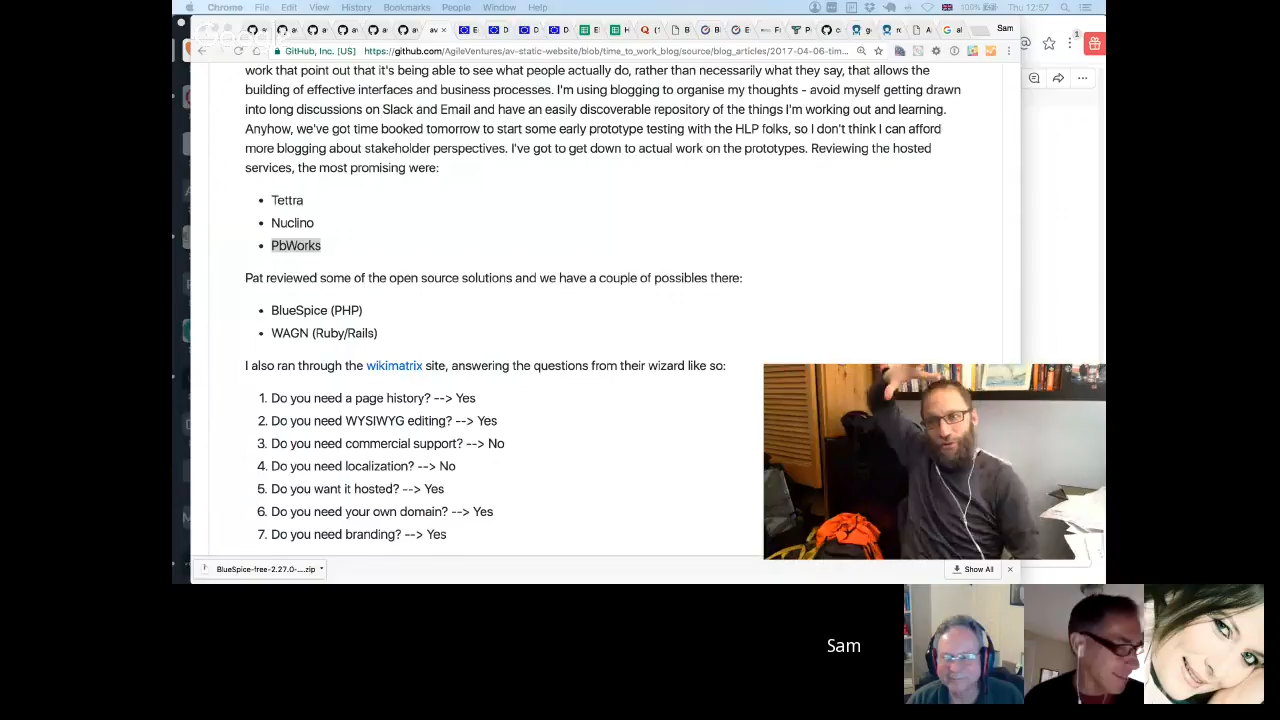 Chrome File Edit View History Bookmarks People Window Help 100% Thu 12:57
Sam
GitHub, Inc. [US] https://github.com/AgileVentures/av-static-website/blob/time_to_work_blog/source/blog_articles/2017-04-06-tim...
work that point out that it's being able to see what people actually do, rather than necessarily what they say, that allows the
building of effective interfaces and business processes. I'm using blogging to organise my thoughts - avoid myself getting drawn
into long discussions on Slack and Email and have an easily discoverable repository of the things I'm working out and learning.
Anyhow, we've got time booked tomorrow to start some early prototype testing with the HLP folks, so I don't think I can afford
more blogging about stakeholder perspectives. I've got to get down to actual work on the prototypes. Reviewing the hosted
services, the most promising were:
• Tettra
• Nuclino
• PbWorks
Pat reviewed some of the open source solutions and we have a couple of possibles there:
• BlueSpice (PHP)
• WAGN (Ruby/Rails)
I also ran through the wikimatrix site, answering the questions from their wizard like so:
1. Do you need a page history? --> Yes
2. Do you need WYSIWYG editing? --> Yes
3. Do you need commercial support? --> No
4. Do you need localization? --> No
5. Do you want it hosted? --> Yes
6. Do you need your own domain? --> Yes
7. Do you need branding? --> Yes
BlueSpice-free-2.27.0-....zip
Show All
Sam